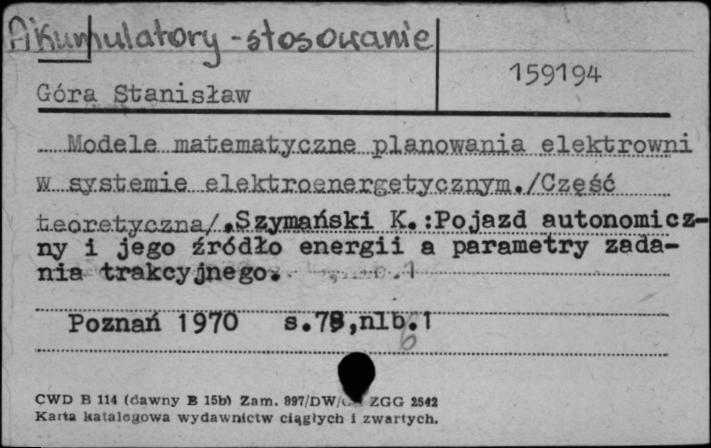 Akumulatory - stosowanie
159194
Góra Stanisław
Modele matematyczne planowania elektrowni
w systemie elektroenergetycznym./Część
teoretyczna/.Szymański K.:Pojazd autonomicz-
ny i jego źródło energii a parametry zada-
nia trakcyjnego.
Poznań 1970 s.78,nlb.1
6
CWD B 114 (dawny B 15b) Zam. 897/DW/ ZGG 2542
Karta katalogowa wydawnictw ciągłych i zwartych.